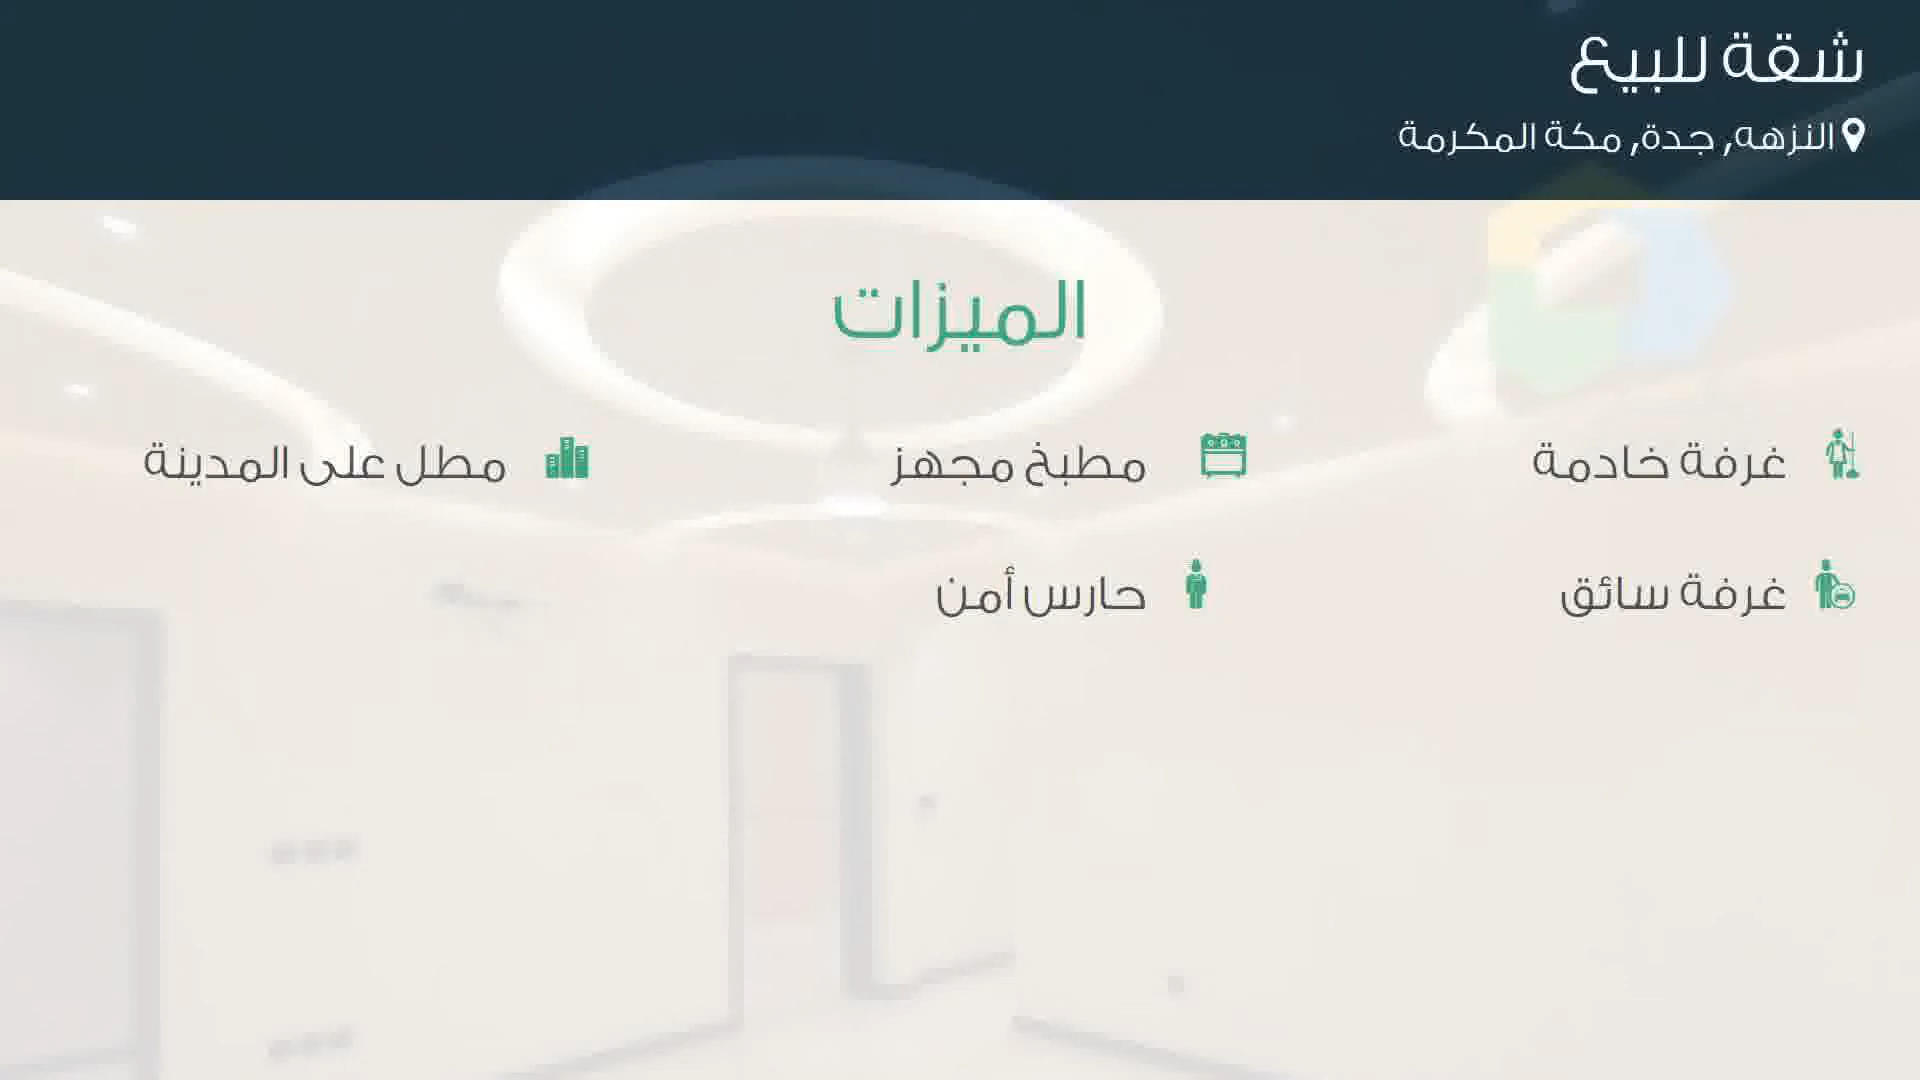 شقة للبيع
النزهه, جدة, مكة المكرمة
الميزات
غرفة خادمة
مطبخ مجهز
مطل على المدينة
غرفة سائق
حارس أمن